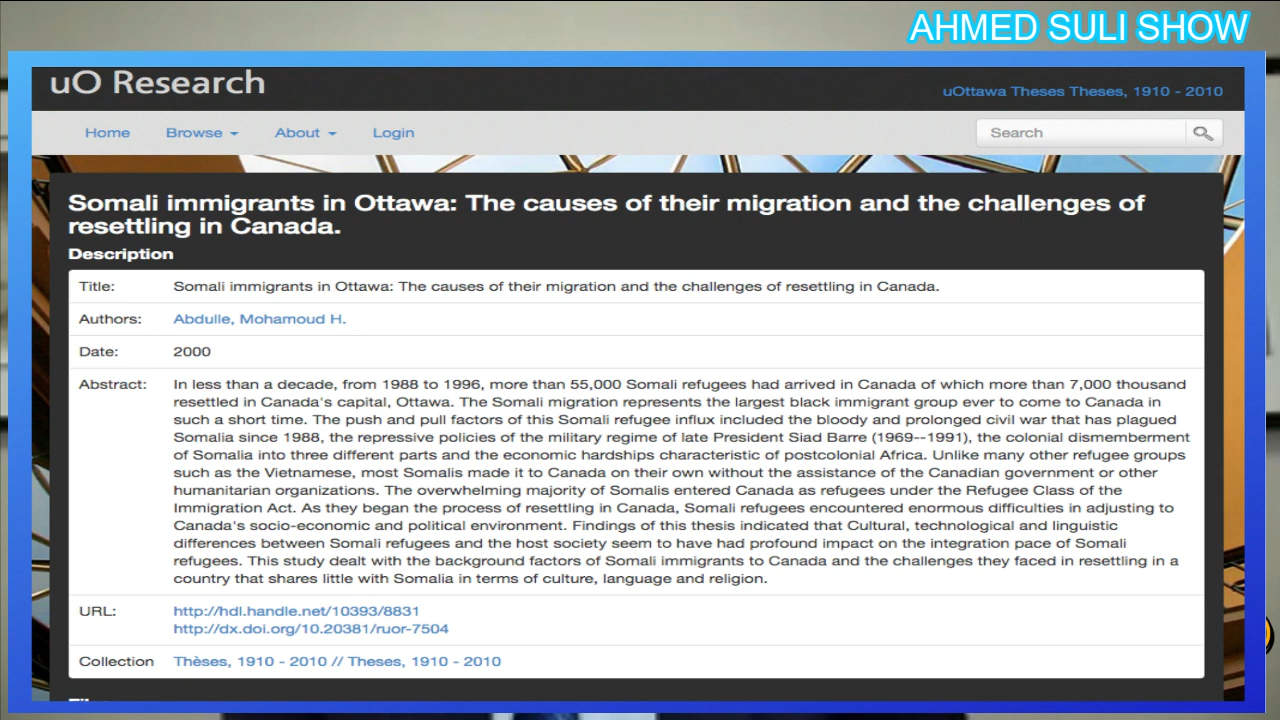 AHMED SULI SHOW
uO Research
uOttawa Theses Theses, 1910 - 2010
Home Browse About Login Search
Somali immigrants in Ottawa: The causes of their migration and the challenges of
resettling in Canada.
Description
Title: Somali immigrants in Ottawa: The causes of their migration and the challenges of resettling in Canada.
Authors: Abdulle, Mohamoud H.
Date: 2000
Abstract: In less than a decade, from 1988 to 1996, more than 55,000 Somali refugees had arrived in Canada of which more than 7,000 thousand
resettled in Canada's capital, Ottawa. The Somali migration represents the largest black immigrant group ever to come to Canada in
such a short time. The push and pull factors of this Somali refugee influx included the bloody and prolonged civil war that has plagued
Somalia since 1988, the repressive policies of the military regime of late President Siad Barre (1969--1991), the colonial dismemberment
of Somalia into three different parts and the economic hardships characteristic of postcolonial Africa. Unlike many other refugee groups
such as the Vietnamese, most Somalis made it to Canada on their own without the assistance of the Canadian government or other
humanitarian organizations. The overwhelming majority of Somalis entered Canada as refugees under the Refugee Class of the
Immigration Act. As they began the process of resettling in Canada, Somali refugees encountered enormous difficulties in adjusting to
Canada's socio-economic and political environment. Findings of this thesis indicated that Cultural, technological and linguistic
differences between Somali refugees and the host society seem to have had profound impact on the integration pace of Somali
refugees. This study dealt with the background factors of Somali immigrants to Canada and the challenges they faced in resettling in a
country that shares little with Somalia in terms of culture, language and religion.
URL: http://hdl.handle.net/10393/8831
http://dx.doi.org/10.20381/ruor-7504
Collection Thèses, 1910 - 2010 // Theses, 1910 - 2010